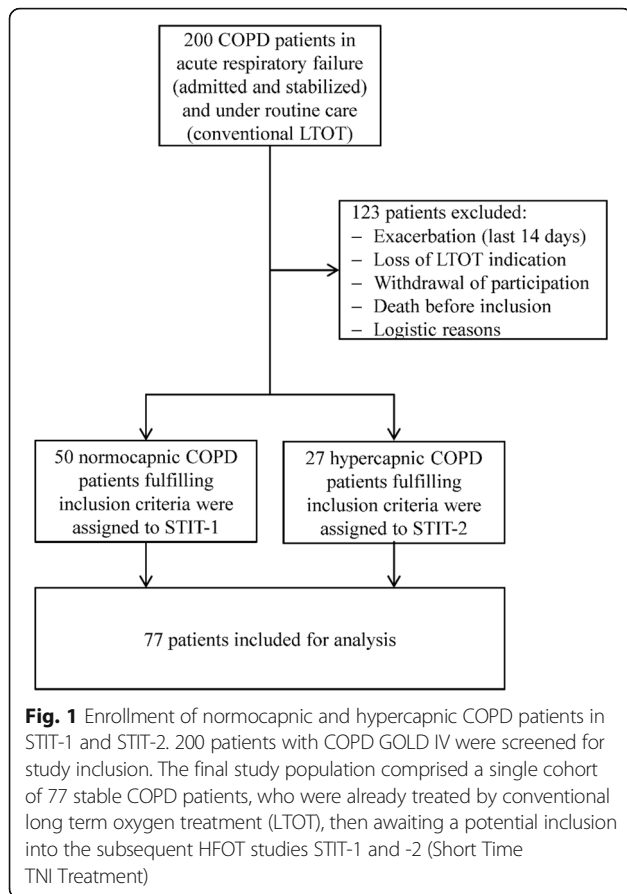 200 COPD patients in
acute respiratory failure
(admitted and stabilized)
and under routine care
(conventional LTOT)
123 patients excluded:
– Exacerbation (last 14 days)
– Loss of LTOT indication
– Withdrawal of participation
– Death before inclusion
– Logistic reasons
50 normocapnic COPD
patients fulfilling
inclusion criteria were
assigned to STIT-1
27 hypercapnic COPD
patients fulfilling
inclusion criteria were
assigned to STIT-2
77 patients included for analysis
Fig. 1 Enrollment of normocapnic and hypercapnic COPD patients in
STIT-1 and STIT-2. 200 patients with COPD GOLD IV were screened for
study inclusion. The final study population comprised a single cohort
of 77 stable COPD patients, who were already treated by conventional
long term oxygen treatment (LTOT), then awaiting a potential inclusion
into the subsequent HFOT studies STIT-1 and -2 (Short Time
TNI Treatment)